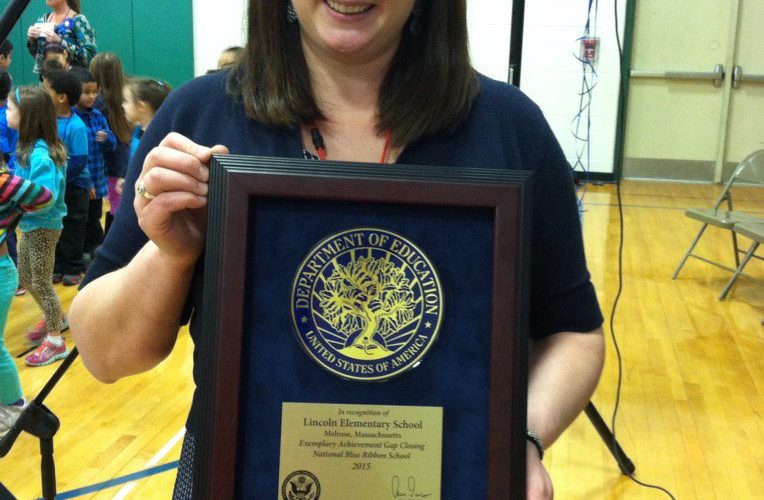 DEPARTMENT OF EDUCATION
UNITED STATES OF AMERICA
In recognition of
Lincoln Elementary School
Melrose, Massachusetts
Exemplary Achievement Gap Closing
National Blue Ribbon School
2015